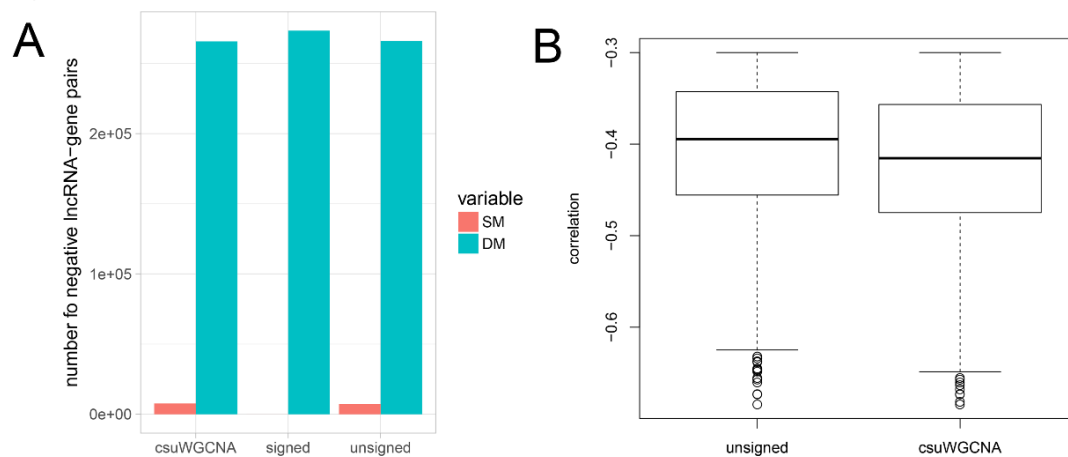 A
number fo negative lncRNA-gene pairs
2e+05
1e+05
0e+00
csuWGCNA signed unsigned
variable
SM
DM
B
correlation
-0.3
-0.4
-0.5
-0.6
unsigned csuWGCNA